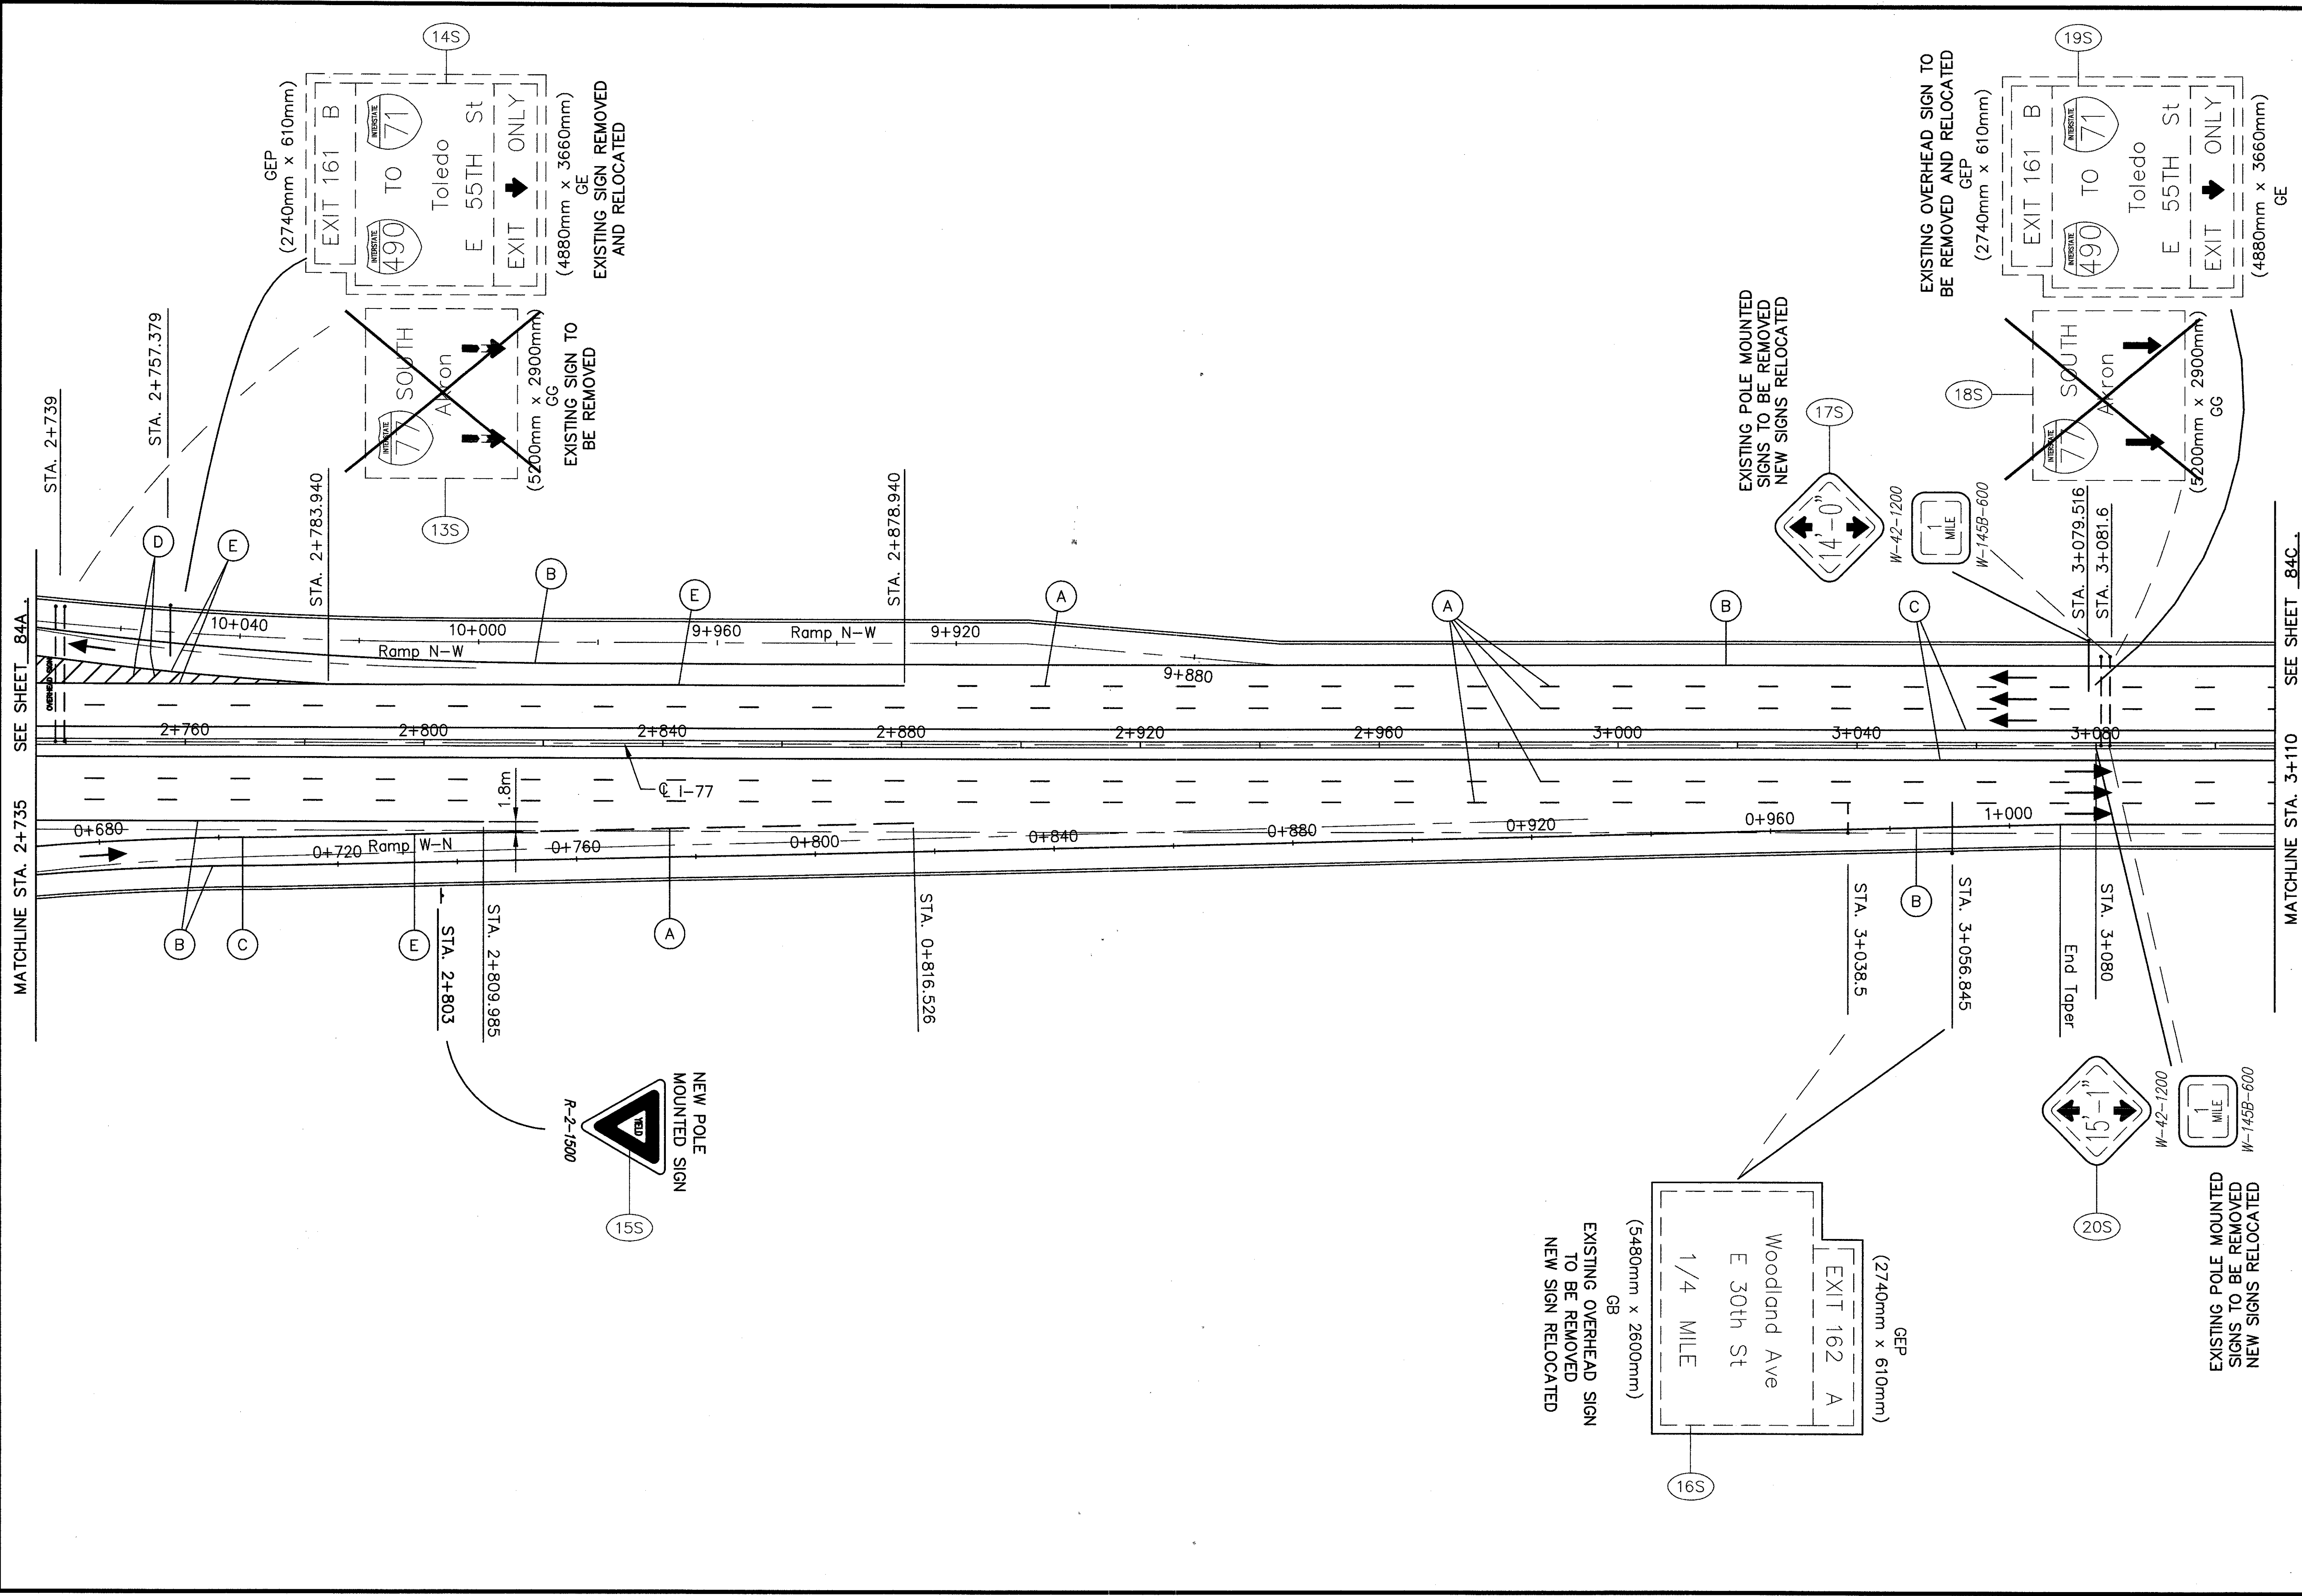 14S
GEP
(2740mm x 610mm)
EXIT 161 B
INTERSTATE
490
TO
INTERSTATE
71
Toledo
E 55TH St
EXIT ONLY
(4880mm x 3660mm)
GE
EXISTING SIGN REMOVED
AND RELOCATED
INTERSTATE
77
SOUTH
Akron
(5200mm x 2900mm)
GG
EXISTING SIGN TO
BE REMOVED
13S
19S
EXISTING OVERHEAD SIGN TO
BE REMOVED AND RELOCATED
GEP
(2740mm x 610mm)
EXIT 161 B
INTERSTATE
490
TO
INTERSTATE
71
Toledo
E 55TH St
EXIT ONLY
(4880mm x 3660mm)
GE
18S
INTERSTATE
77
SOUTH
Akron
(5200mm x 2900mm)
GG
EXISTING POLE MOUNTED
SIGNS TO BE REMOVED
NEW SIGNS RELOCATED
17S
14'-0"
W-42-1200
1
MILE
W-145B-600
STA. 2+739
STA. 2+757.379
STA. 2+783.940
STA. 2+878.940
STA. 3+079.516
STA. 3+081.6
D
E
B
E
A
A
B
C
MATCHLINE STA. 2+735 SEE SHEET 84A.
MATCHLINE STA. 3+110 SEE SHEET 84C.
OVERHEAD SIGN
10+040
10+000
9+960
Ramp N-W
9+920
Ramp N-W
9+880
2+760
2+800
2+840
2+880
2+920
2+960
3+000
3+040
3+080
℄ I-77
1.8m
0+680
0+720
Ramp W-N
0+760
0+800
0+840
0+880
0+920
0+960
1+000
B
C
E
A
B
STA. 2+803
STA. 2+809.985
STA. 0+816.526
STA. 3+038.5
STA. 3+056.845
End Taper
STA. 3+080
NEW POLE
MOUNTED SIGN
YIELD
R-2-1500
15S
GEP
(2740mm x 610mm)
EXIT 162 A
Woodland Ave
E 30th St
1/4 MILE
(5480mm x 2600mm)
GB
EXISTING OVERHEAD SIGN
TO BE REMOVED
NEW SIGN RELOCATED
16S
15'-1"
W-42-1200
1
MILE
W-145B-600
20S
EXISTING POLE MOUNTED
SIGNS TO BE REMOVED
NEW SIGNS RELOCATED